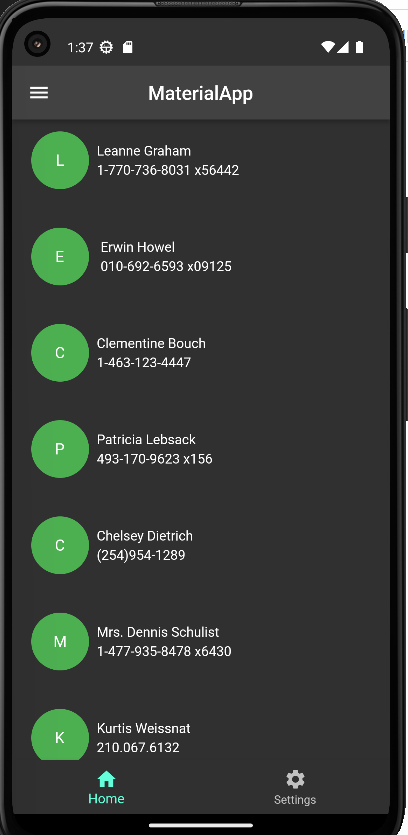 1:37
MaterialApp
L
Leanne Graham
1-770-736-8031 x56442
E
Erwin Howel
010-692-6593 x09125
C
Clementine Bouch
1-463-123-4447
P
Patricia Lebsack
493-170-9623 x156
C
Chelsey Dietrich
(254)954-1289
M
Mrs. Dennis Schulist
1-477-935-8478 x6430
K
Kurtis Weissnat
210.067.6132
Home
Settings